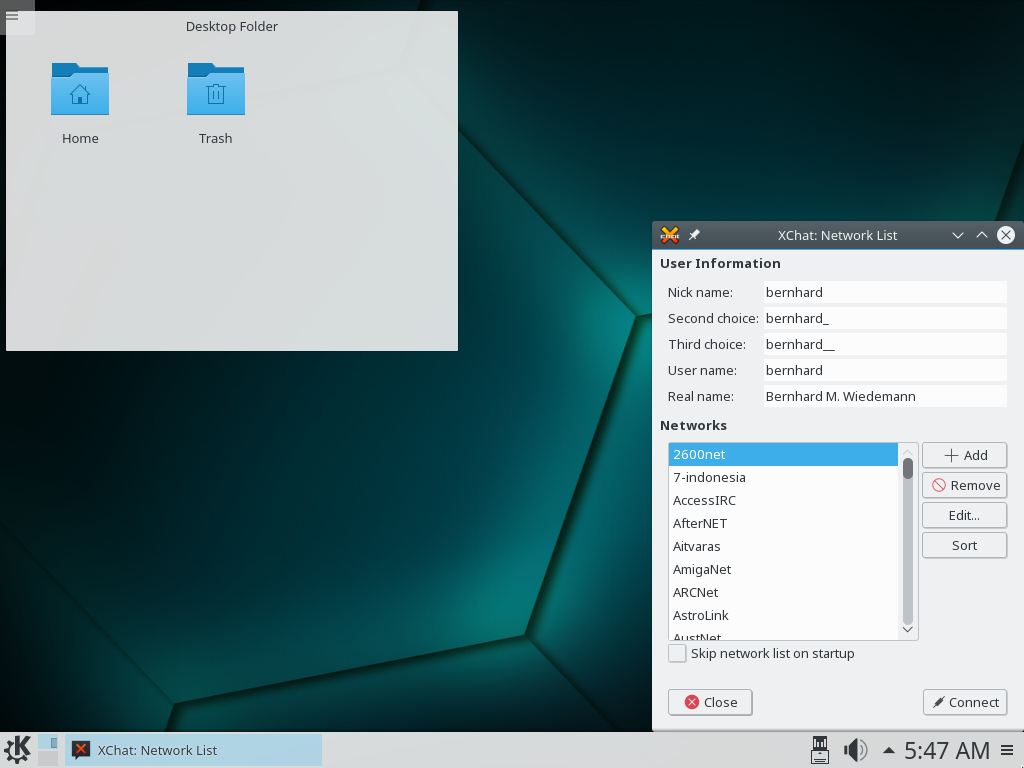 Desktop Folder
Home
Trash
XChat: Network List
User Information
Nick name: bernhard
Second choice: bernhard_
Third choice: bernhard__
User name: bernhard
Real name: Bernhard M. Wiedemann
Networks
2600net
7-indonesia
AccessIRC
AfterNET
Aitvaras
AmigaNet
ARCNet
AstroLink
AustNet
Add
Remove
Edit...
Sort
Skip network list on startup
Close
Connect
XChat: Network List
5:47 AM